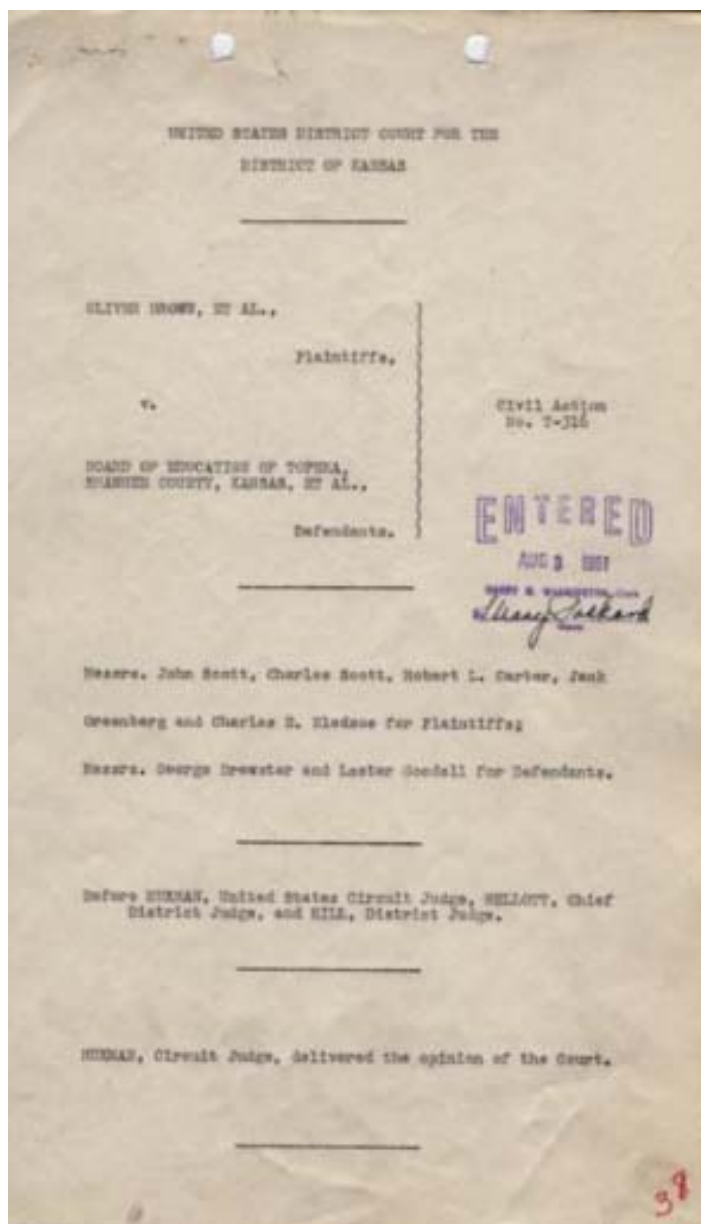 UNITED STATES DISTRICT COURT FOR THE
DISTRICT OF KANSAS
OLIVER BROWN, ET AL.,
Plaintiffs,
v.
Civil Action
No. T-316
BOARD OF EDUCATION OF TOPEKA,
SHAWNEE COUNTY, KANSAS, ET AL.,
Defendants.
ENTERED
AUG 3 1951
HARRY M. WASHINGTON, Clerk
Messrs. John Scott, Charles Scott, Robert L. Carter, Jack
Greenberg and Charles E. Bledsoe for Plaintiffs;
Messrs. George Brewster and Lester Goodell for Defendants.
Before HUXMAN, United States Circuit Judge, MELLOTT, Chief
District Judge, and HILL, District Judge.
HUXMAN, Circuit Judge, delivered the opinion of the Court.
38